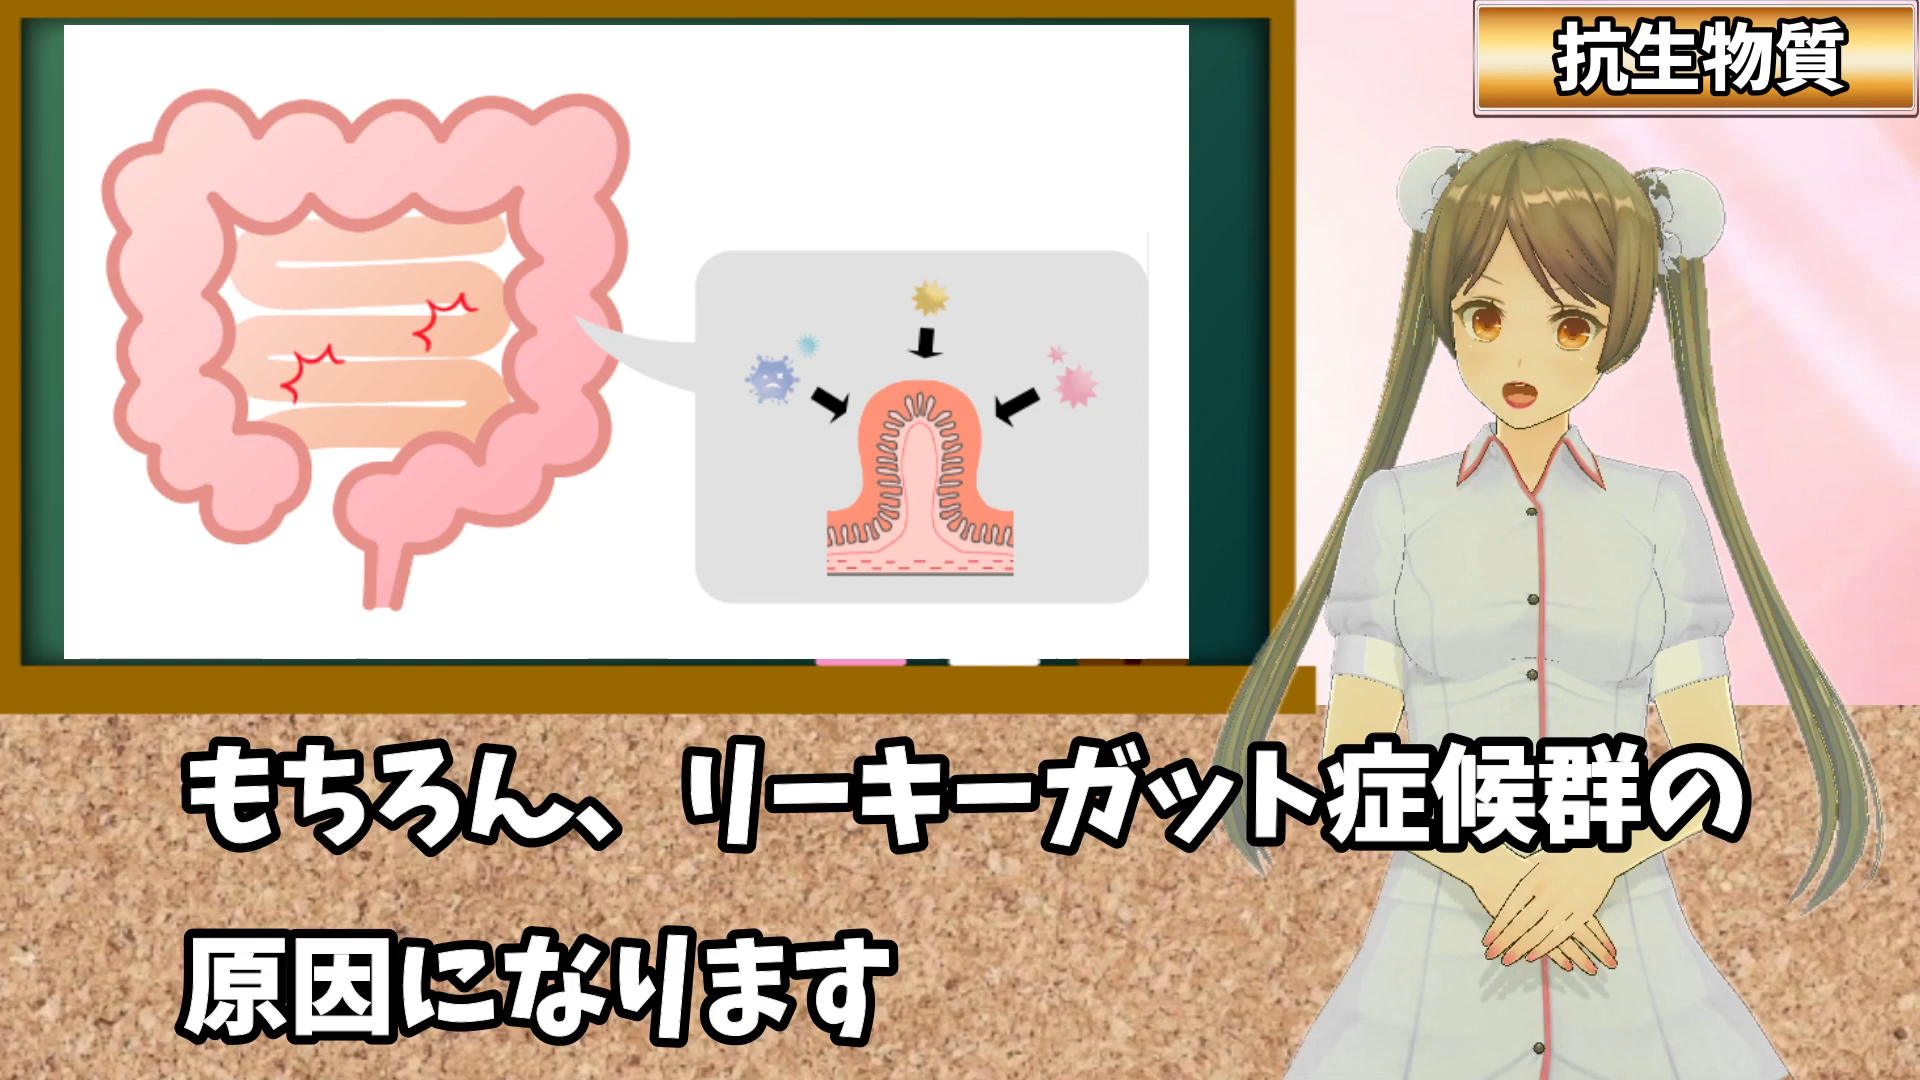 抗生物質
もちろん、リーキーガット症候群の
原因になります